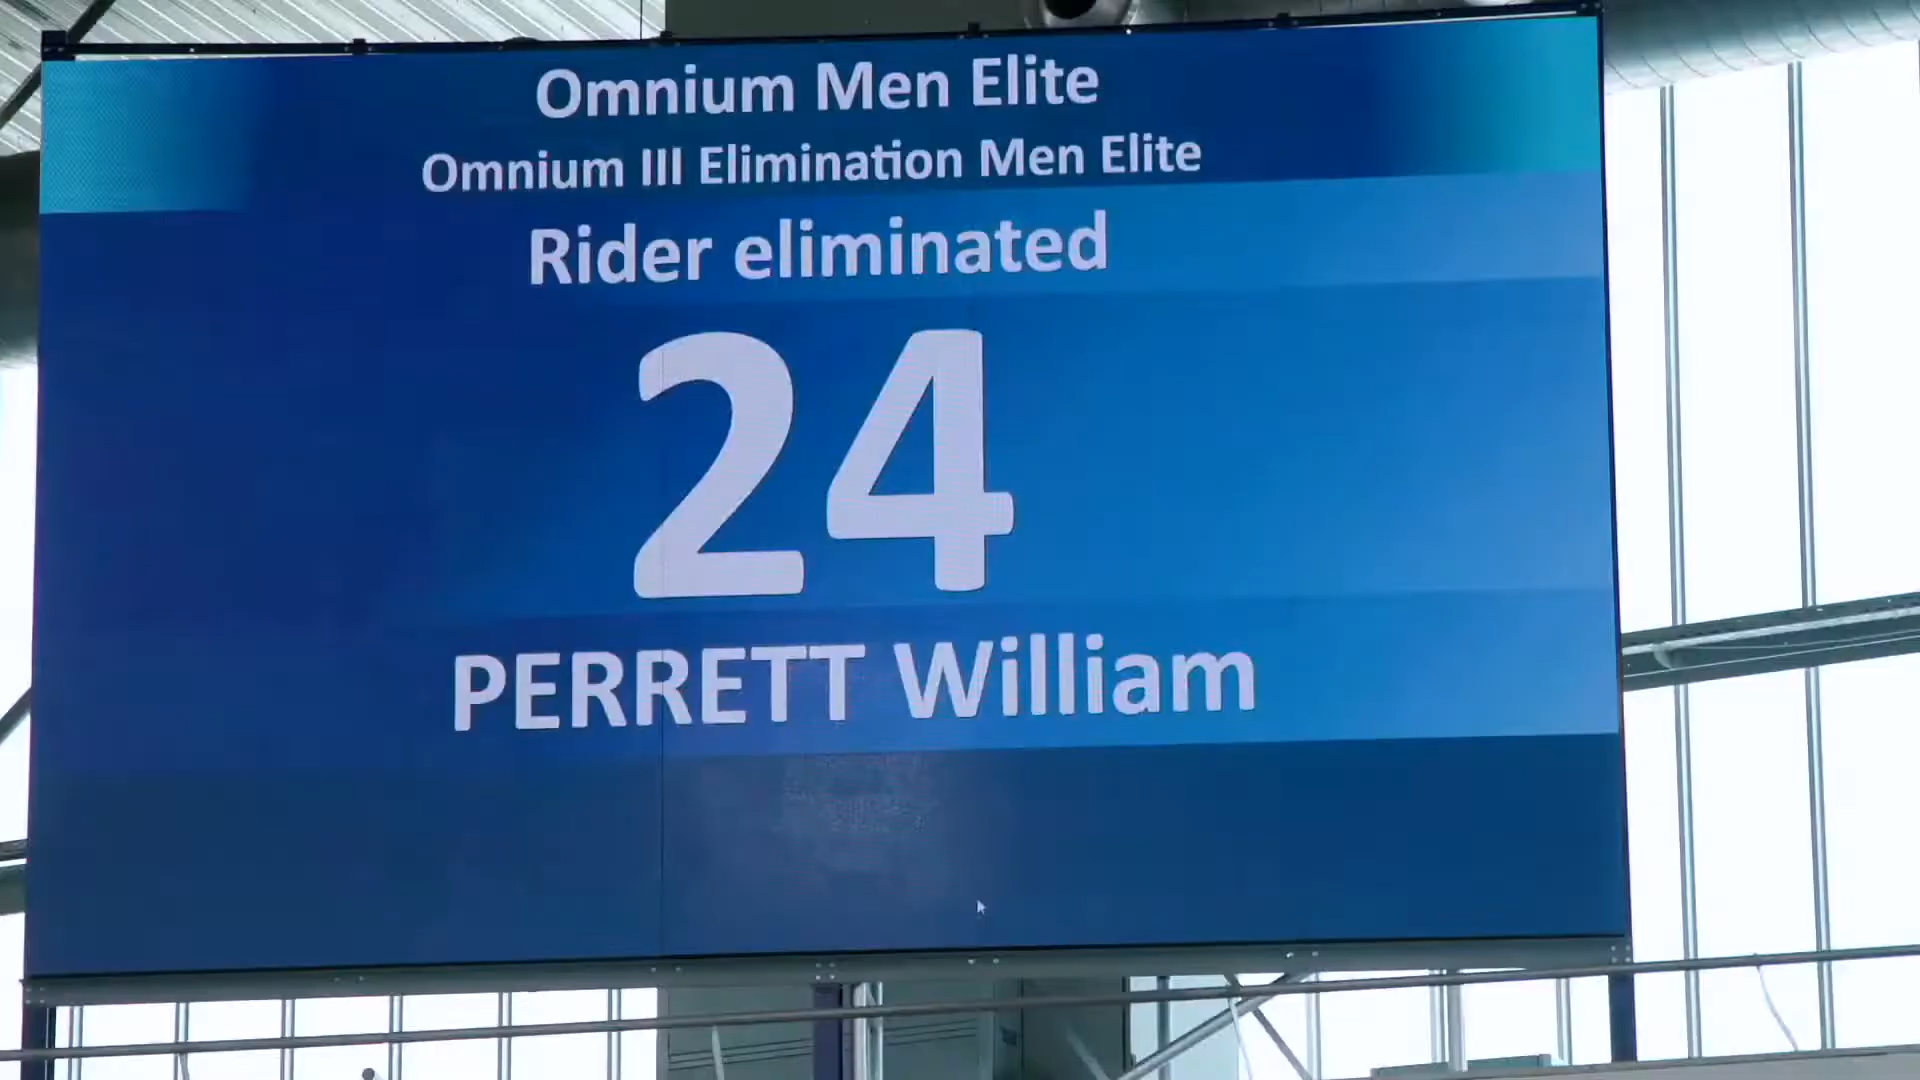 Omnium Men Elite
Omnium III Elimination Men Elite
Rider eliminated
24
PERRETT William